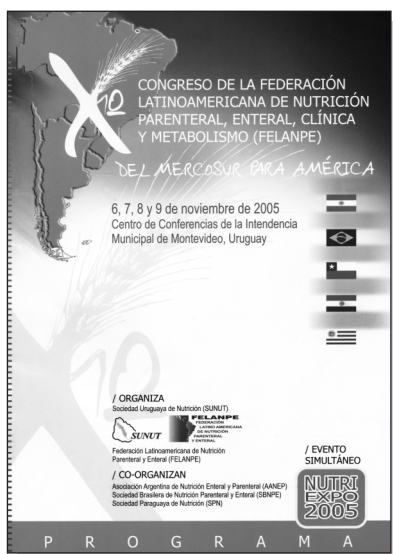 X10
CONGRESO DE LA FEDERACIÓN
LATINOAMERICANA DE NUTRICIÓN
PARENTERAL, ENTERAL, CLÍNICA
Y METABOLISMO (FELANPE)
DEL MERCOSUR PARA AMÉRICA
6, 7, 8 y 9 de noviembre de 2005
Centro de Conferencias de la Intendencia
Municipal de Montevideo, Uruguay
X10
/ ORGANIZA
Sociedad Uruguaya de Nutrición (SUNUT)
SUNUT
FELANPE
FEDERACIÓN
LATINO AMERICANA
DE NUTRICIÓN
PARENTERAL
Y ENTERAL
Federación Latinoamericana de Nutrición
Parenteral y Enteral (FELANPE)
/ CO-ORGANIZAN
Asociación Argentina de Nutrición Enteral y Parenteral (AANEP)
Sociedad Brasilera de Nutrición Parenteral y Enteral (SBNPE)
Sociedad Paraguaya de Nutrición (SPN)
/ EVENTO
SIMULTÁNEO
NUTRI
EXPO
2005
PROGRAMA